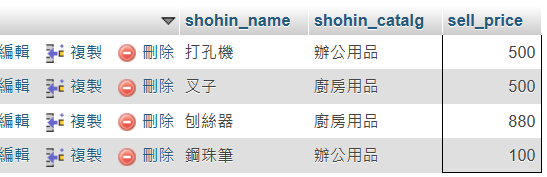 shohin_name shohin_catalg sell_price
編輯 複製 刪除 打孔機 辦公用品 500
編輯 複製 刪除 叉子 廚房用品 500
編輯 複製 刪除 刨絲器 廚房用品 880
編輯 複製 刪除 鋼珠筆 辦公用品 100